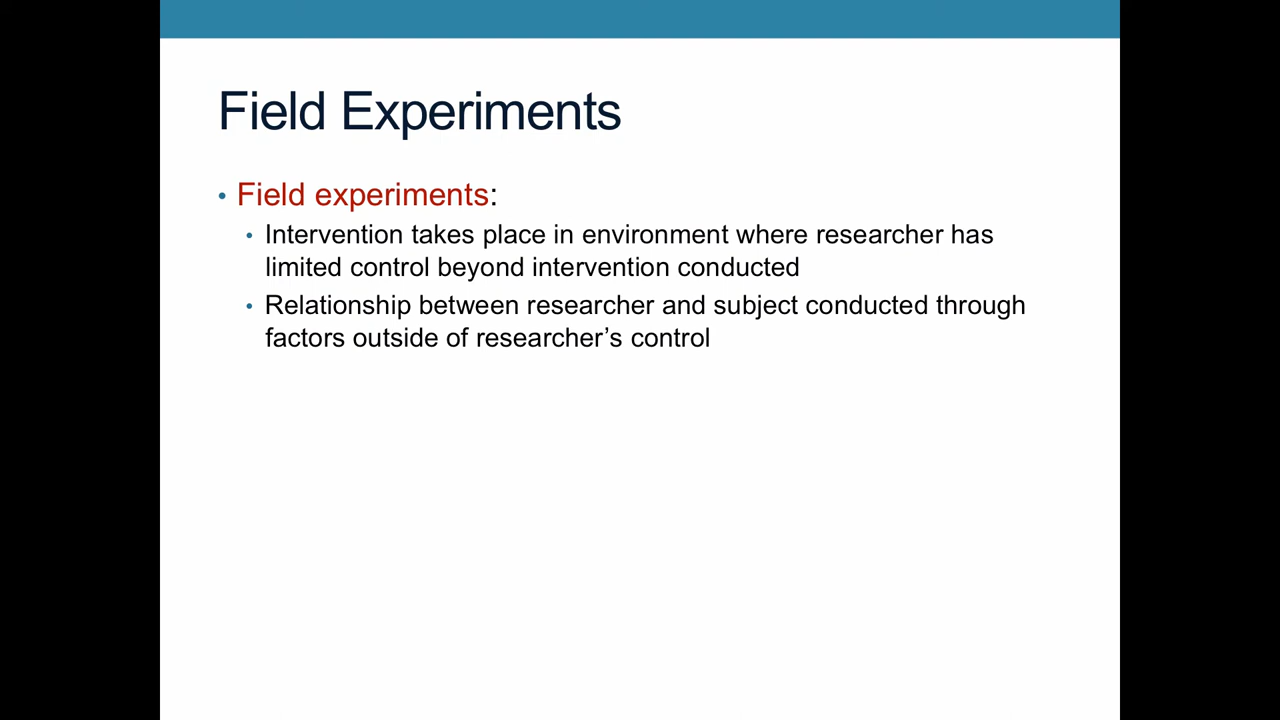 Field Experiments
• Field experiments:
• Intervention takes place in environment where researcher has
limited control beyond intervention conducted
• Relationship between researcher and subject conducted through
factors outside of researcher’s control